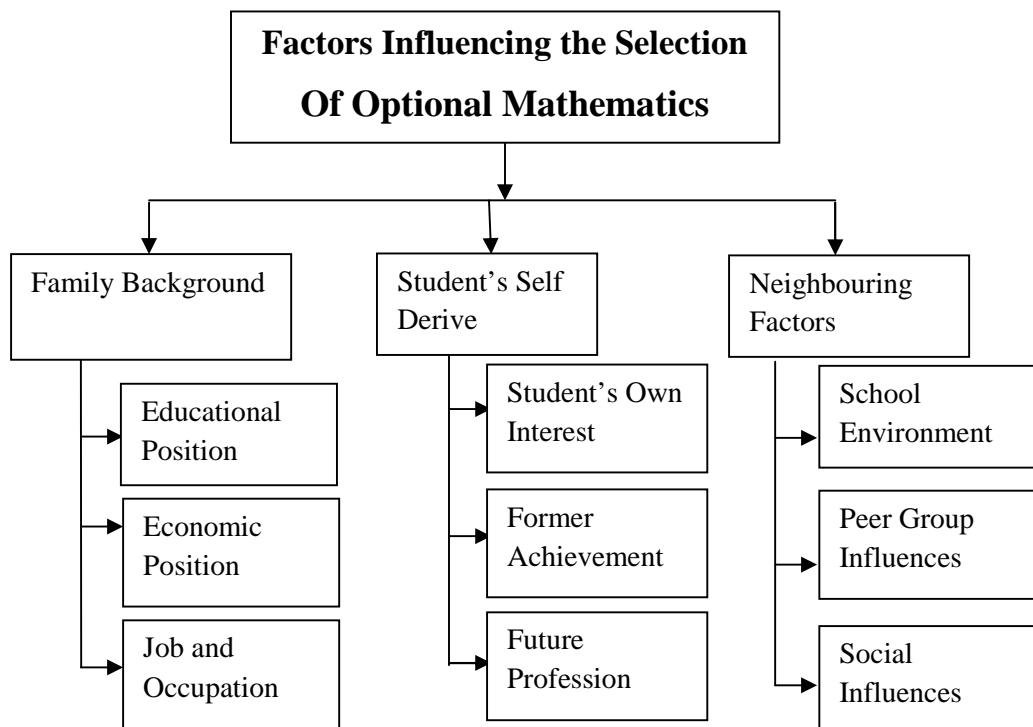 Factors Influencing the Selection
Of Optional Mathematics
Family Background
Student’s Self
Derive
Neighbouring
Factors
Educational
Position
Economic
Position
Job and
Occupation
Student’s Own
Interest
Former
Achievement
Future
Profession
School
Environment
Peer Group
Influences
Social
Influences